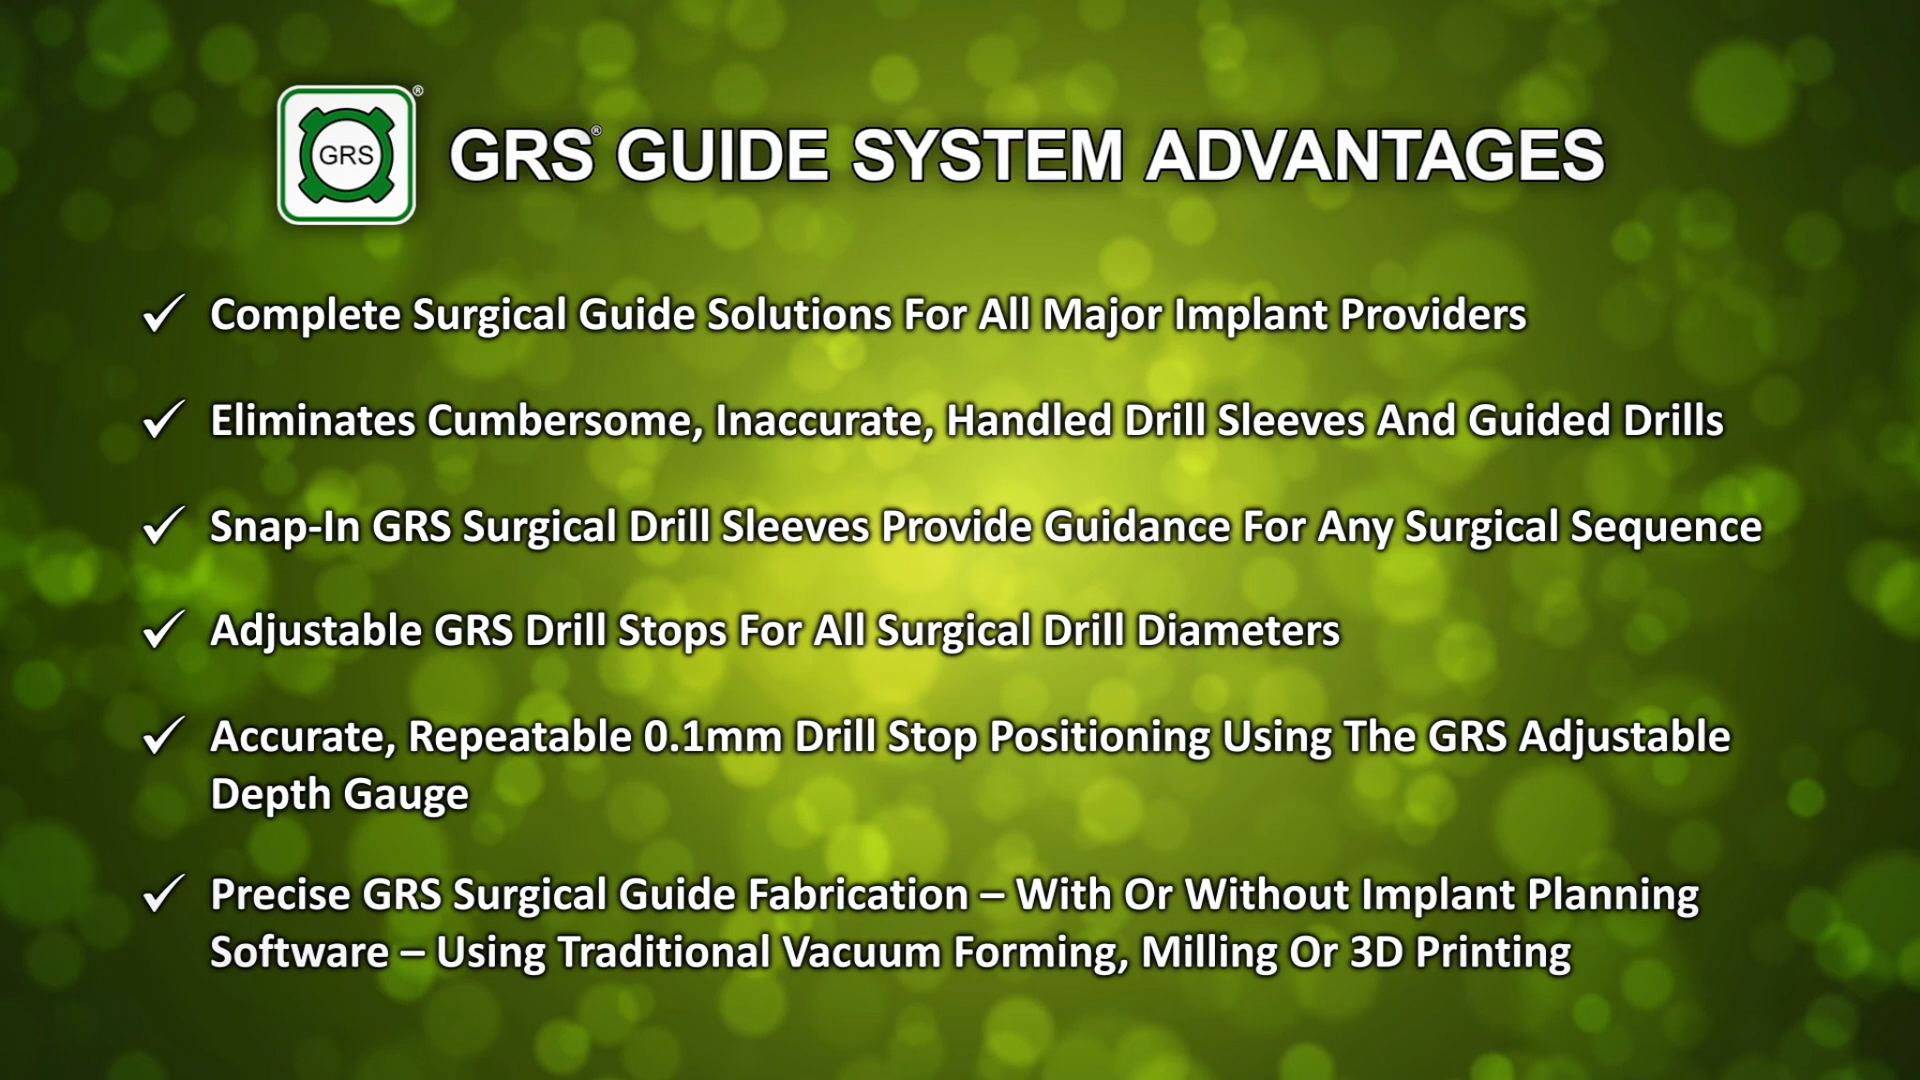 GRS
®
GRS® GUIDE SYSTEM ADVANTAGES
✓ Complete Surgical Guide Solutions For All Major Implant Providers
✓ Eliminates Cumbersome, Inaccurate, Handled Drill Sleeves And Guided Drills
✓ Snap-In GRS Surgical Drill Sleeves Provide Guidance For Any Surgical Sequence
✓ Adjustable GRS Drill Stops For All Surgical Drill Diameters
✓ Accurate, Repeatable 0.1mm Drill Stop Positioning Using The GRS Adjustable
Depth Gauge
✓ Precise GRS Surgical Guide Fabrication – With Or Without Implant Planning
Software – Using Traditional Vacuum Forming, Milling Or 3D Printing